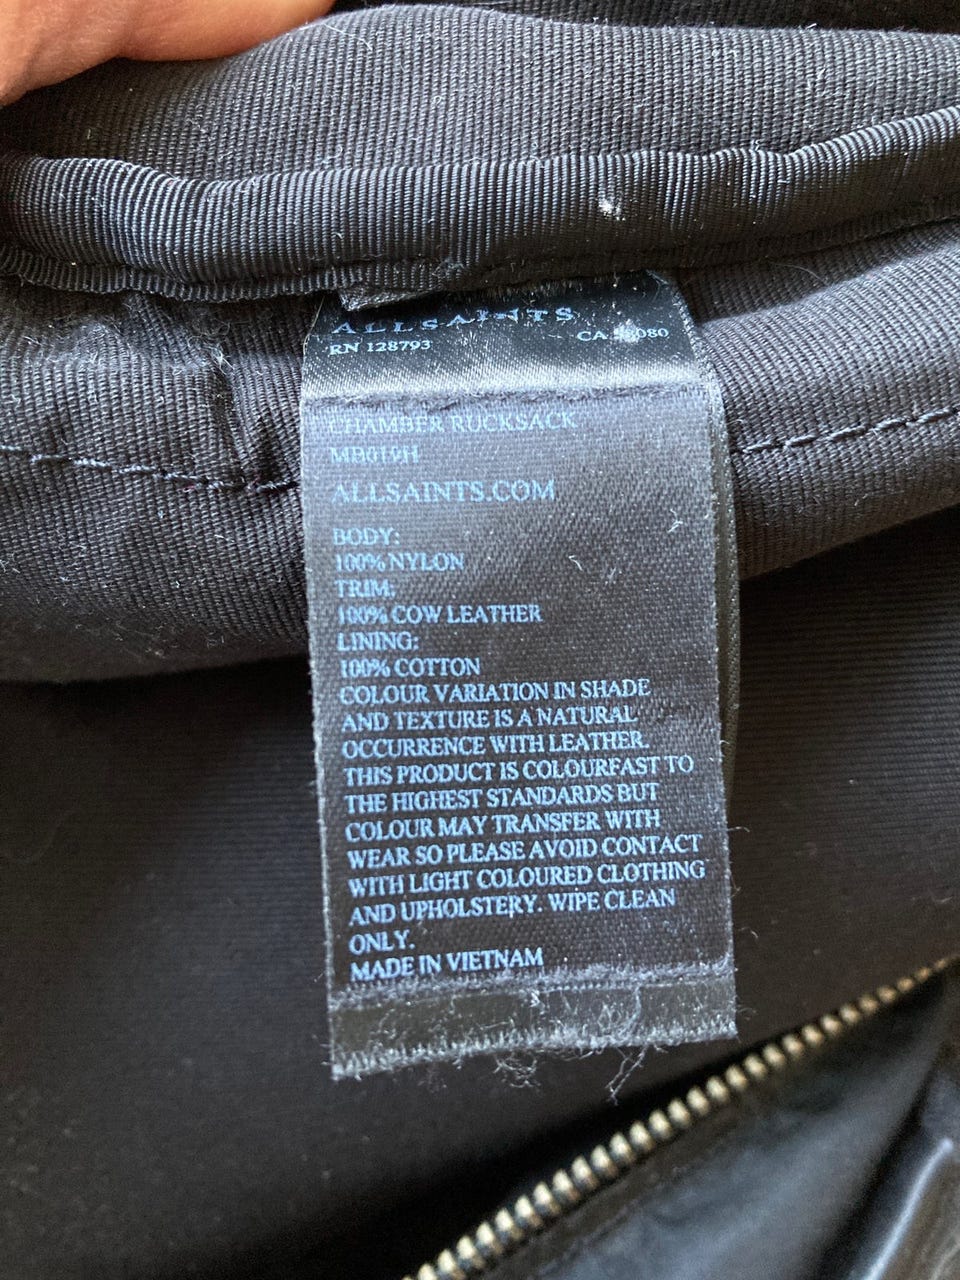 ALLSAINTS
RN 128793 CA
CHAMBER RUCKSACK
MB019H
ALLSAINTS.COM
BODY:
100% NYLON
TRIM:
100% COW LEATHER
LINING:
100% COTTON
COLOUR VARIATION IN SHADE
AND TEXTURE IS A NATURAL
OCCURRENCE WITH LEATHER.
THIS PRODUCT IS COLOURFAST TO
THE HIGHEST STANDARDS BUT
COLOUR MAY TRANSFER WITH
WEAR SO PLEASE AVOID CONTACT
WITH LIGHT COLOURED CLOTHING
AND UPHOLSTERY. WIPE CLEAN
ONLY.
MADE IN VIETNAM